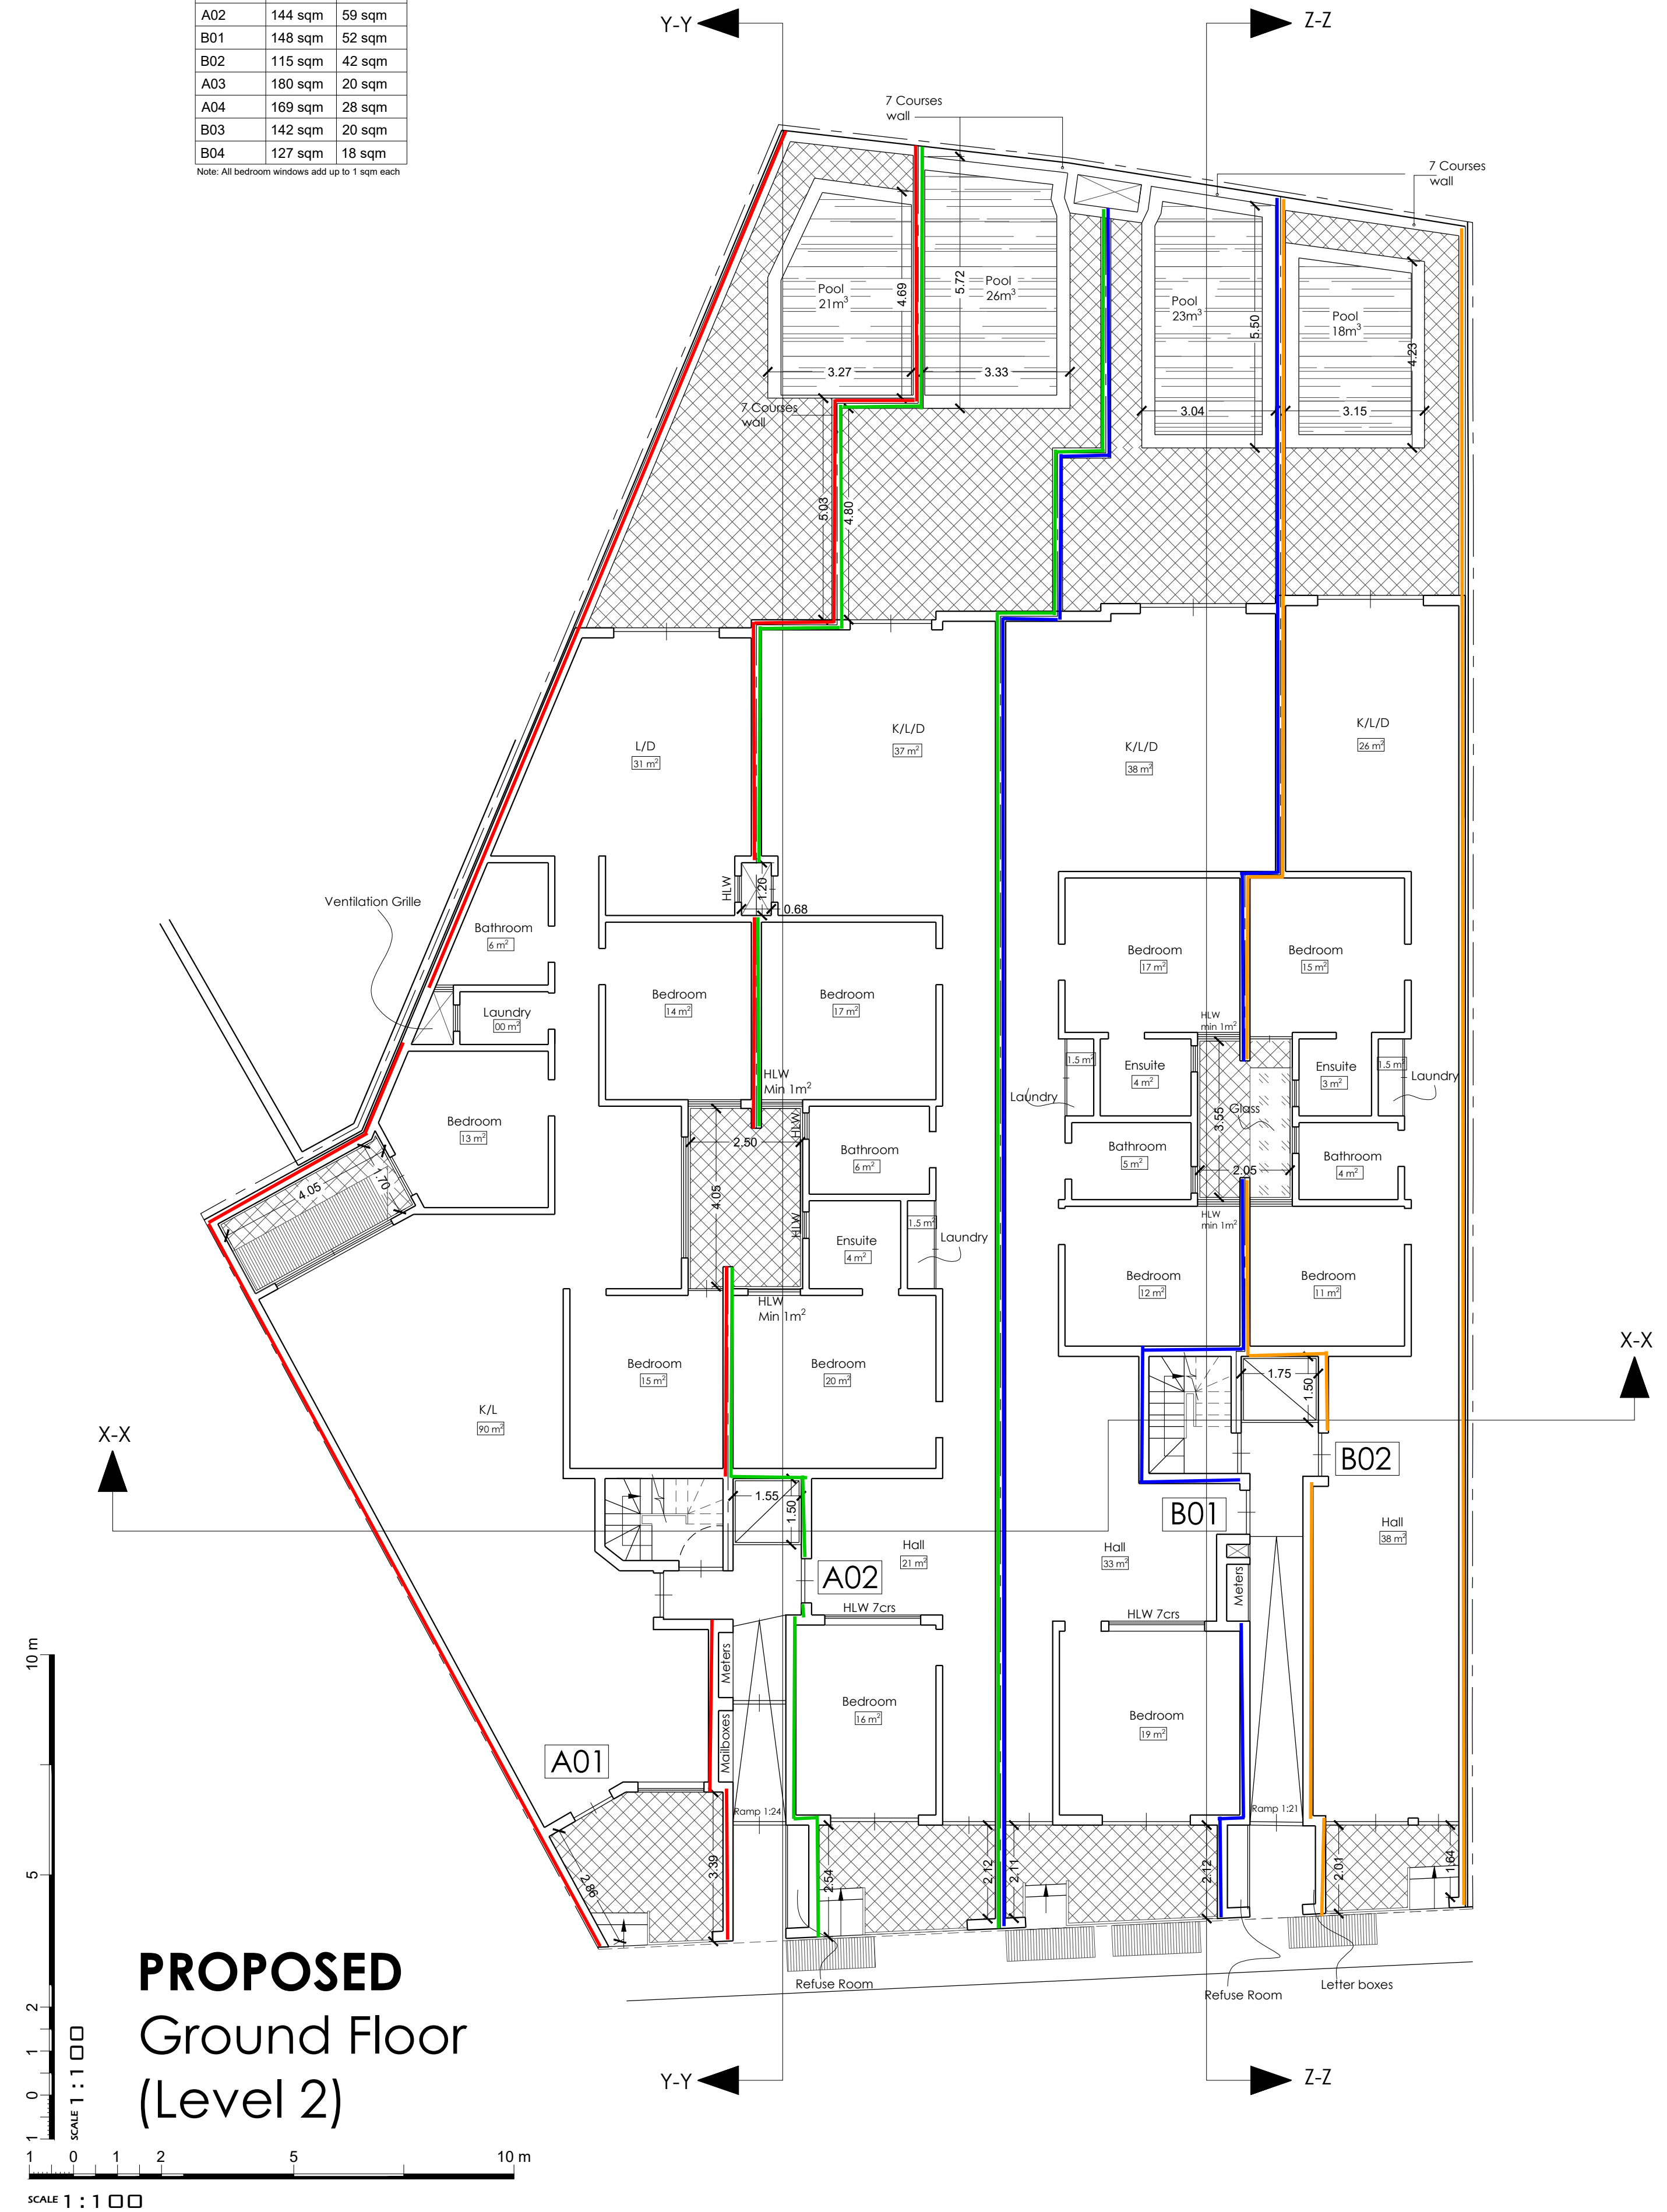 A02 144 sqm 59 sqm
B01 148 sqm 52 sqm
B02 115 sqm 42 sqm
A03 180 sqm 20 sqm
A04 169 sqm 28 sqm
B03 142 sqm 20 sqm
B04 127 sqm 18 sqm
Note: All bedroom windows add up to 1 sqm each
Y-Y
Z-Z
7 Courses
wall
7 Courses
wall
Pool
21m³
4.69
5.72
Pool
26m³
Pool
23m³
5.50
Pool
18m³
4.23
3.27
3.33
3.04
3.15
7 Courses
wall
5.03
4.80
L/D
31 m²
K/L/D
37 m²
K/L/D
38 m²
K/L/D
26 m²
HLW
1.20
0.68
Ventilation Grille
Bathroom
6 m²
Laundry
00 m²
Bedroom
14 m²
Bedroom
17 m²
Bedroom
17 m²
Bedroom
15 m²
HLW
min 1m²
1.5 m²
Ensuite
4 m²
Ensuite
3 m²
1.5 m²
Laundry
Laundry
Glass
3.55
HLW
Min 1m²
Bedroom
13 m²
4.05
1.70
2.50
4.05
HLW
HLW
Bathroom
6 m²
Bathroom
5 m²
2.05
Bathroom
4 m²
HLW
min 1m²
1.5 m²
Laundry
Ensuite
4 m²
Bedroom
12 m²
Bedroom
11 m²
HLW
Min 1m²
Bedroom
15 m²
Bedroom
20 m²
1.75
1.50
X-X
K/L
90 m²
X-X
B02
1.55
1.50
B01
Hall
21 m²
Hall
33 m²
Hall
38 m²
A02
HLW 7crs
HLW 7crs
Meters
Meters
Mailboxes
Bedroom
16 m²
Bedroom
19 m²
A01
Ramp 1:24
Ramp 1:21
2.86
3.39
2.54
2.12
2.11
2.12
2.01
1.64
Refuse Room
Refuse Room
Letter boxes
PROPOSED
Ground Floor
(Level 2)
Y-Y
Z-Z
10 m
5
2
1
0
1
SCALE 1:100
1 0 1 2 5 10 m
SCALE 1:100